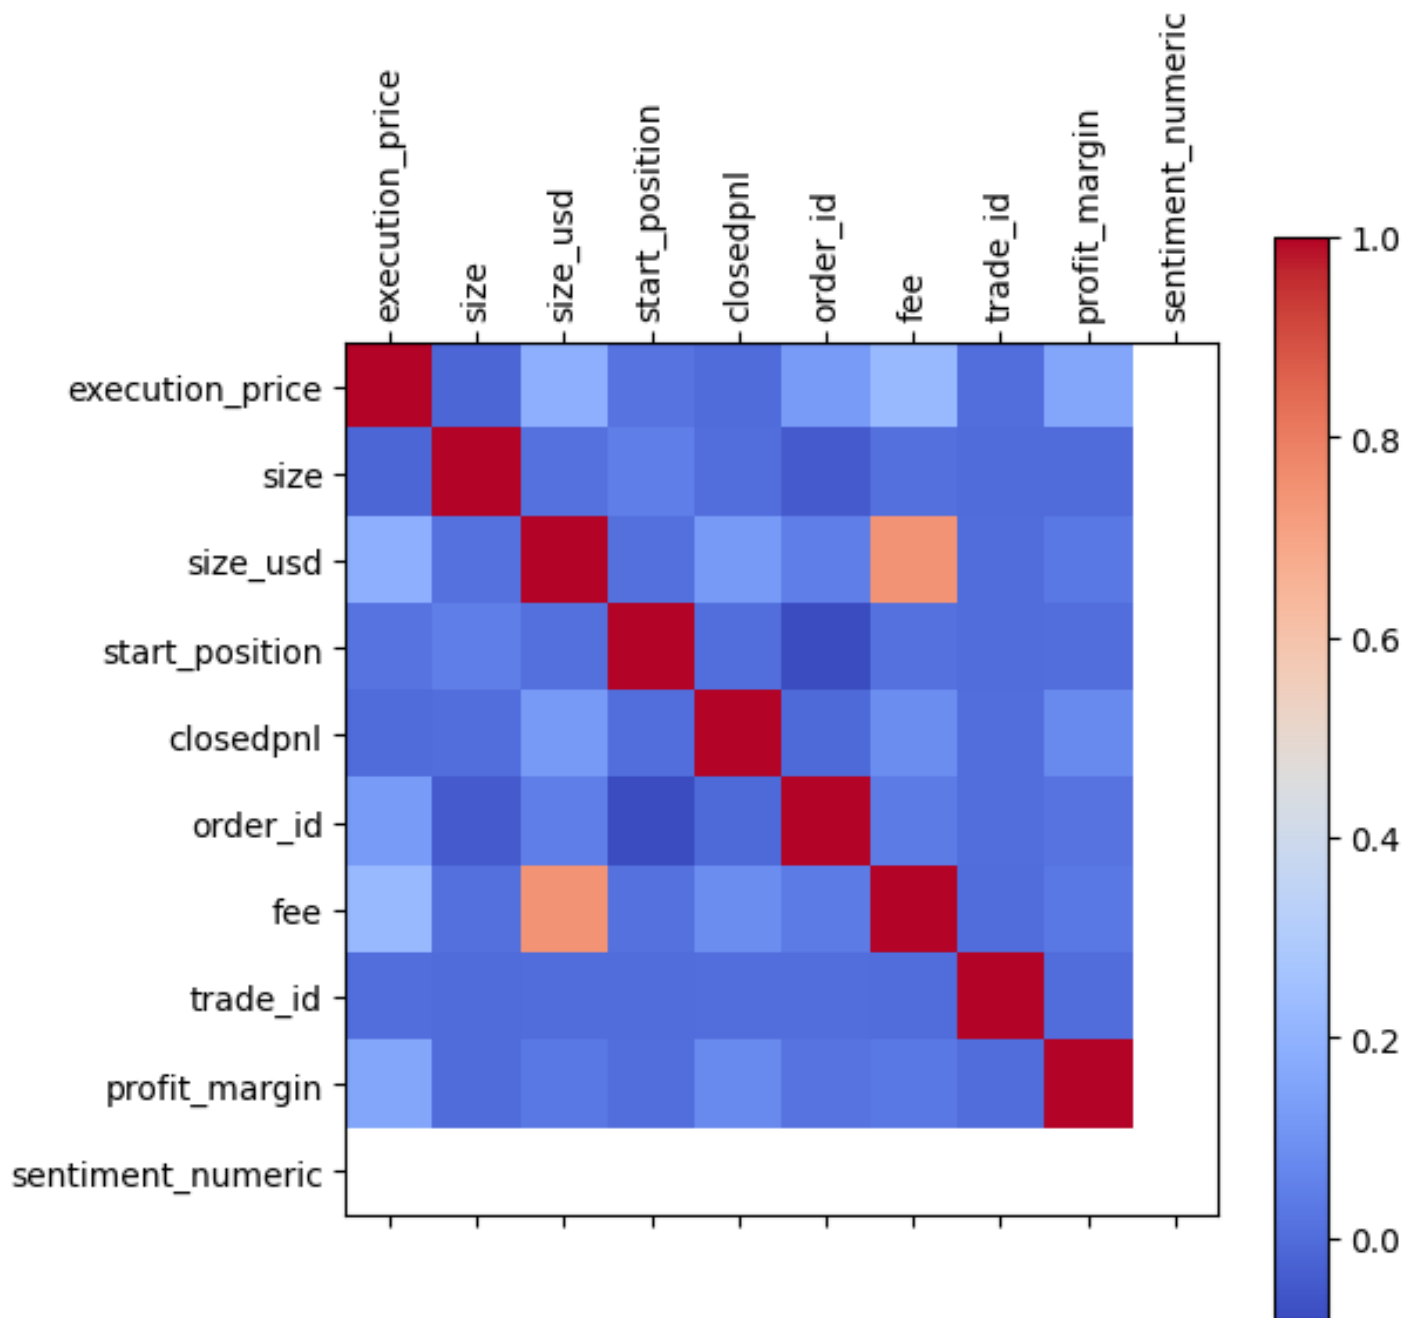 execution_price
size
size_usd
start_position
closedpnl
order_id
fee
trade_id
profit_margin
sentiment_numeric
execution_price
size
size_usd
start_position
closedpnl
order_id
fee
trade_id
profit_margin
sentiment_numeric
1.0
0.8
0.6
0.4
0.2
0.0